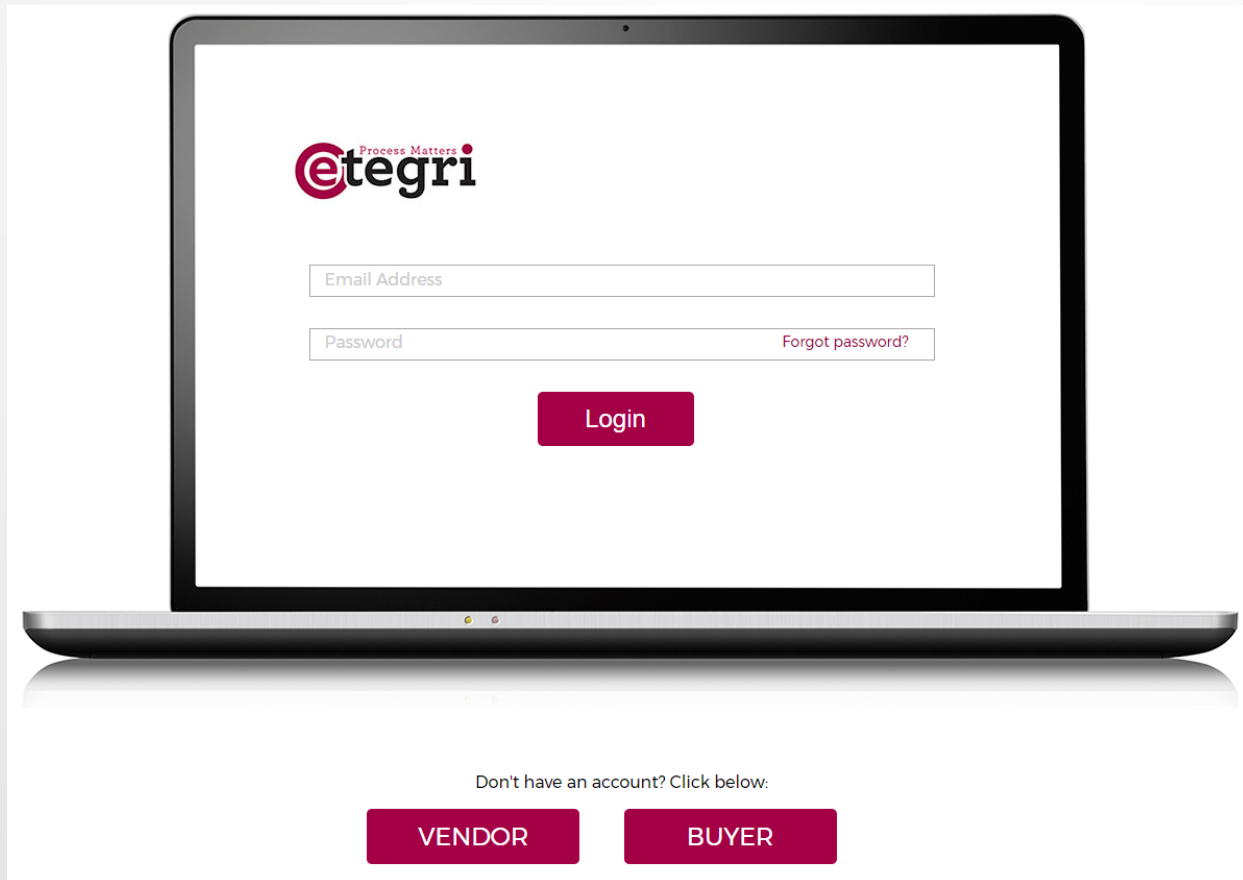 Process Matters
etegri
Email Address
Password Forgot password?
Login
Don't have an account? Click below:
VENDOR BUYER